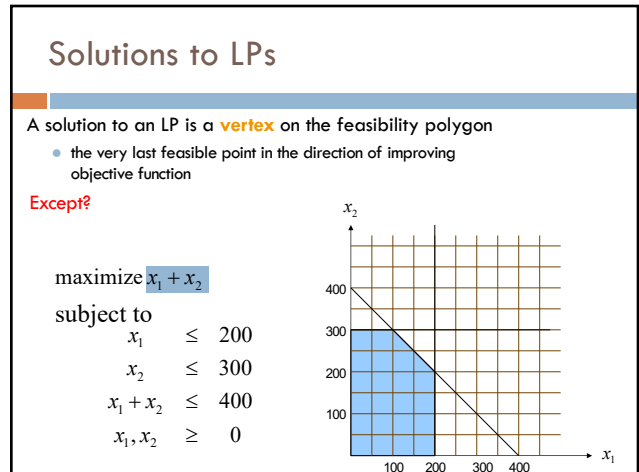 Solutions to LPs
A solution to an LP is a vertex on the feasibility polygon
• the very last feasible point in the direction of improving
objective function
Except?
maximize x₁ + x₂
subject to
x₁ ≤ 200
x₂ ≤ 300
x₁ + x₂ ≤ 400
x₁, x₂ ≥ 0
x₂
400
300
200
100
100 200 300 400
x₁